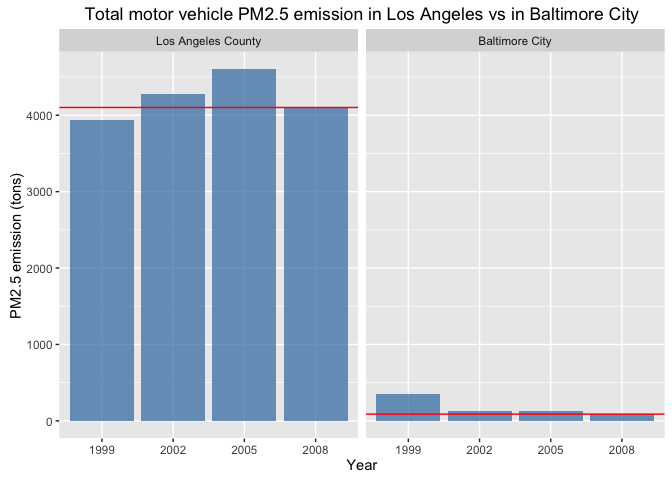 Total motor vehicle PM2.5 emission in Los Angeles vs in Baltimore City
Los Angeles County
Baltimore City
PM2.5 emission (tons)
4000
3000
2000
1000
0
1999 2002 2005 2008
1999 2002 2005 2008
Year